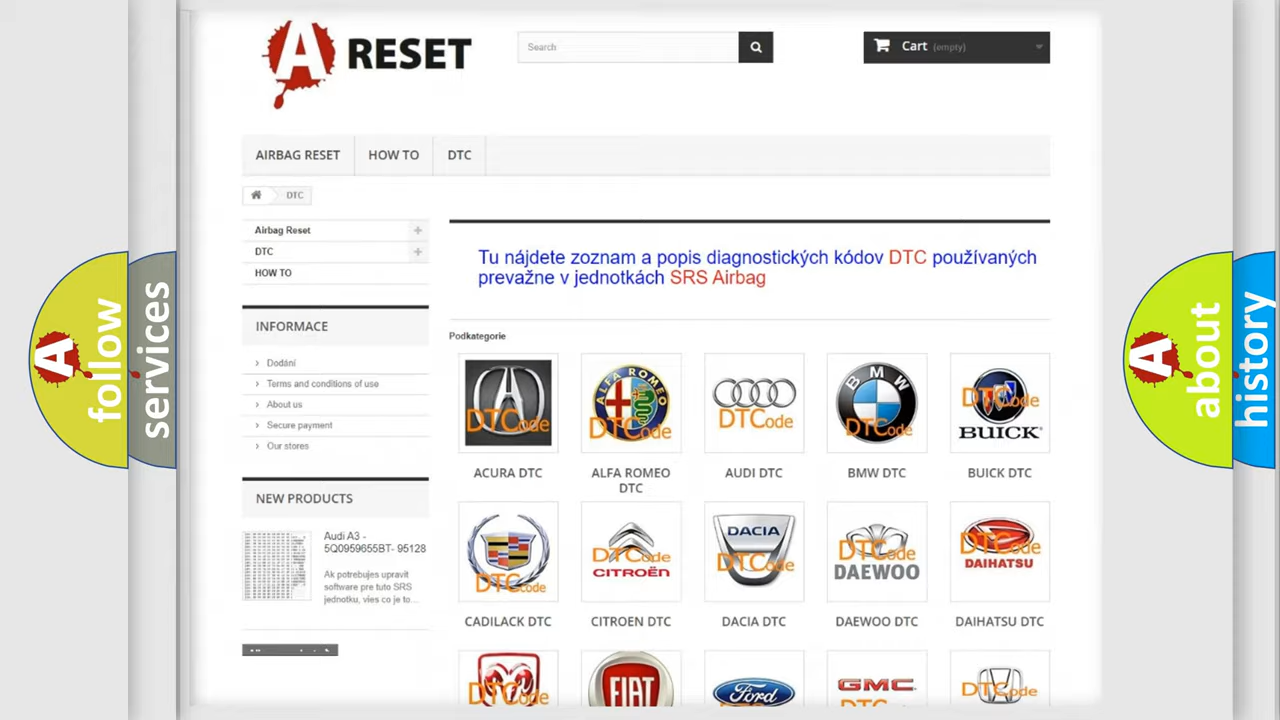 A RESET
Search
Cart (empty)
AIRBAG RESET
HOW TO
DTC
DTC
Airbag Reset
DTC
HOW TO
INFORMACE
Dodání
Terms and conditions of use
About us
Secure payment
Our stores
NEW PRODUCTS
Audi A3 -
5Q0959655BT- 95128
Ak potrebujes upravit
software pre tuto SRS
jednotku, vies co je to...
Tu nájdete zoznam a popis diagnostických kódov DTC používaných
prevažne v jednotkách SRS Airbag
Podkategorie
DTCode
ALFA ROMEO
DTCode
DTCode
BMW
DTCode
DTCode
BUICK
ACURA DTC
ALFA ROMEO
DTC
AUDI DTC
BMW DTC
BUICK DTC
DTCode
DTCode
CITROËN
DACIA
DTCode
DTCode
DAEWOO
DTCode
DAIHATSU
CADILACK DTC
CITROEN DTC
DACIA DTC
DAEWOO DTC
DAIHATSU DTC
DTCode
FIAT
Ford
GMC
DTCode
A follow
services
A about
history